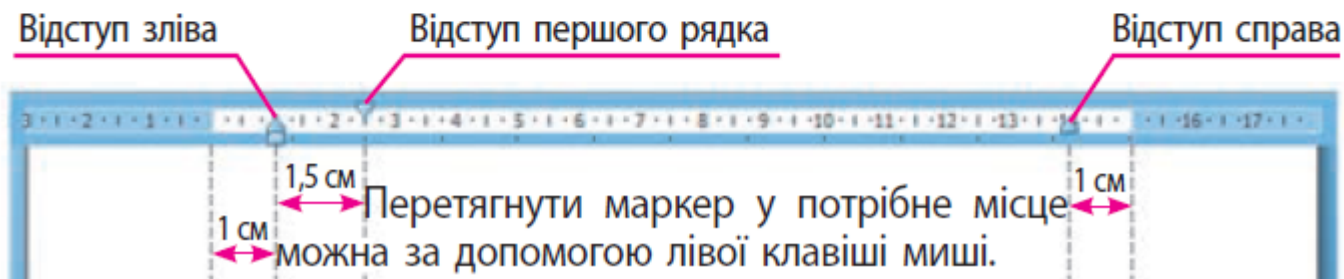 Відступ зліва Відступ першого рядка Відступ справа
3 2 1 2 3 4 5 6 7 8 9 10 11 12 13 16 17
1,5 см Перетягнути маркер у потрібне місце 1 см
1 см можна за допомогою лівої клавіші миші.